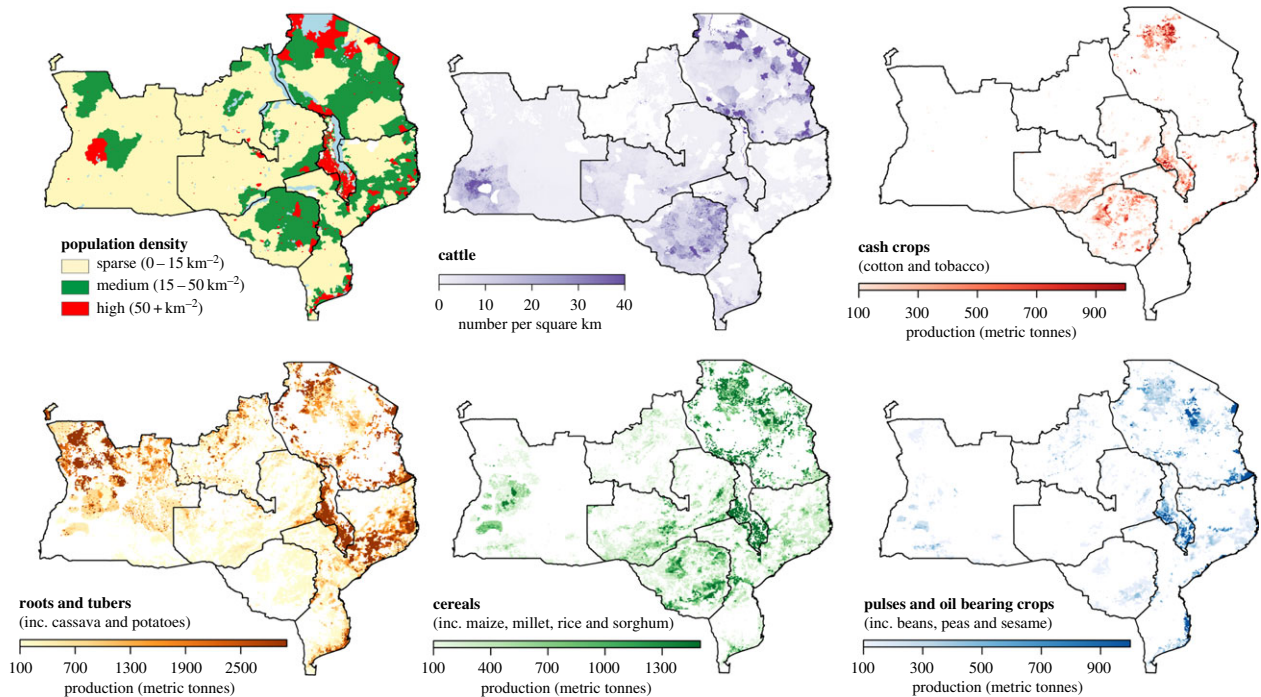 population density
sparse (0 – 15 km⁻²)
medium (15 – 50 km⁻²)
high (50 + km⁻²)
cattle
0 10 20 30 40
number per square km
cash crops
(cotton and tobacco)
100 300 500 700 900
production (metric tonnes)
roots and tubers
(inc. cassava and potatoes)
100 700 1300 1900 2500
production (metric tonnes)
cereals
(inc. maize, millet, rice and sorghum)
100 400 700 1000 1300
production (metric tonnes)
pulses and oil bearing crops
(inc. beans, peas and sesame)
100 300 500 700 900
production (metric tonnes)